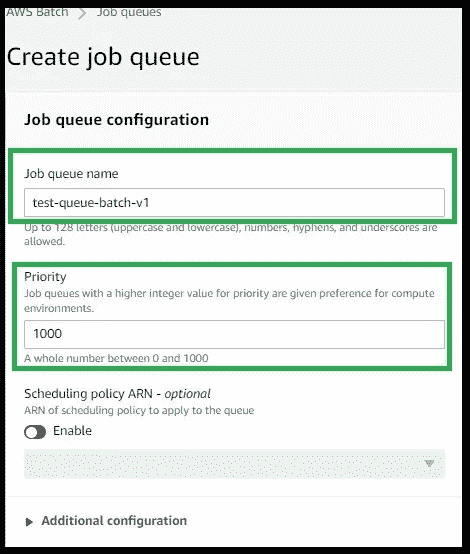 AWS Batch > Job queues
Create job queue
Job queue configuration
Job queue name
test-queue-batch-v1
Up to 128 letters (uppercase and lowercase), numbers, hyphens, and underscores are
allowed.
Priority
Job queues with a higher integer value for priority are given preference for compute
environments.
1000
A whole number between 0 and 1000
Scheduling policy ARN - optional
ARN of scheduling policy to apply to the queue
Enable
Additional configuration